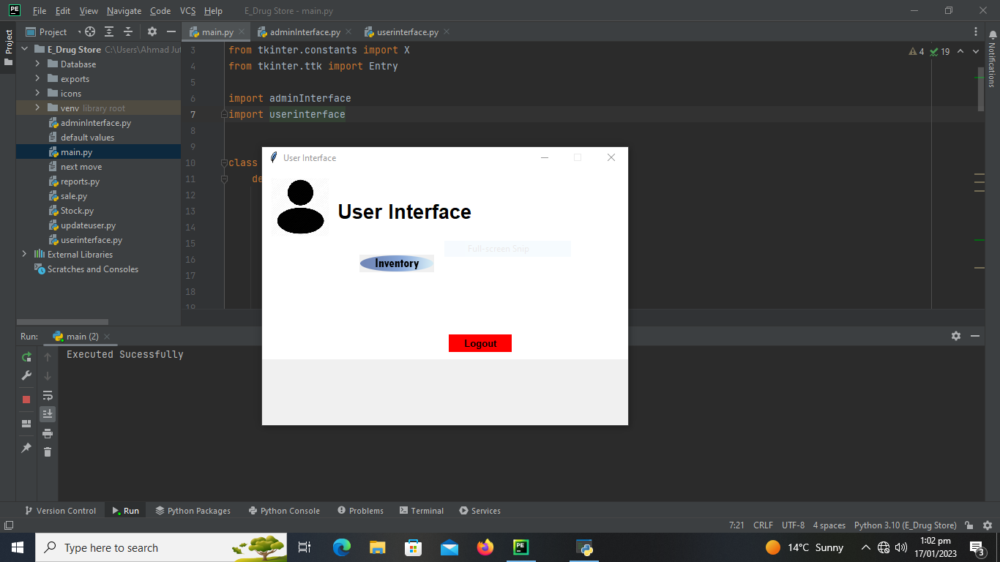 PE File Edit View Navigate Code VCS Help E_Drug Store - main.py
Project main.py adminInterface.py userinterface.py
Project
Notifications
E_Drug Store C:\Users\Ahmad Jut
Database
exports
icons
venv library root
adminInterface.py
default values
main.py
next move
reports.py
sale.py
Stock.py
updateuser.py
userinterface.py
External Libraries
Scratches and Consoles
4 19
3 from tkinter.constants import X
4 from tkinter.ttk import Entry
5
6 import adminInterface
7 import userinterface
8
9
10 class
11 de
12
13
14
15
16
17
18
19
User Interface
User Interface
Full-screen Snip
Inventory
Logout
Run: main (2)
Executed Sucessfully
Version Control Run Python Packages Python Console Problems Terminal Services
7:21 CRLF UTF-8 4 spaces Python 3.10 (E_Drug Store)
Type here to search
PE
14°C Sunny
1:02 pm
17/01/2023
3